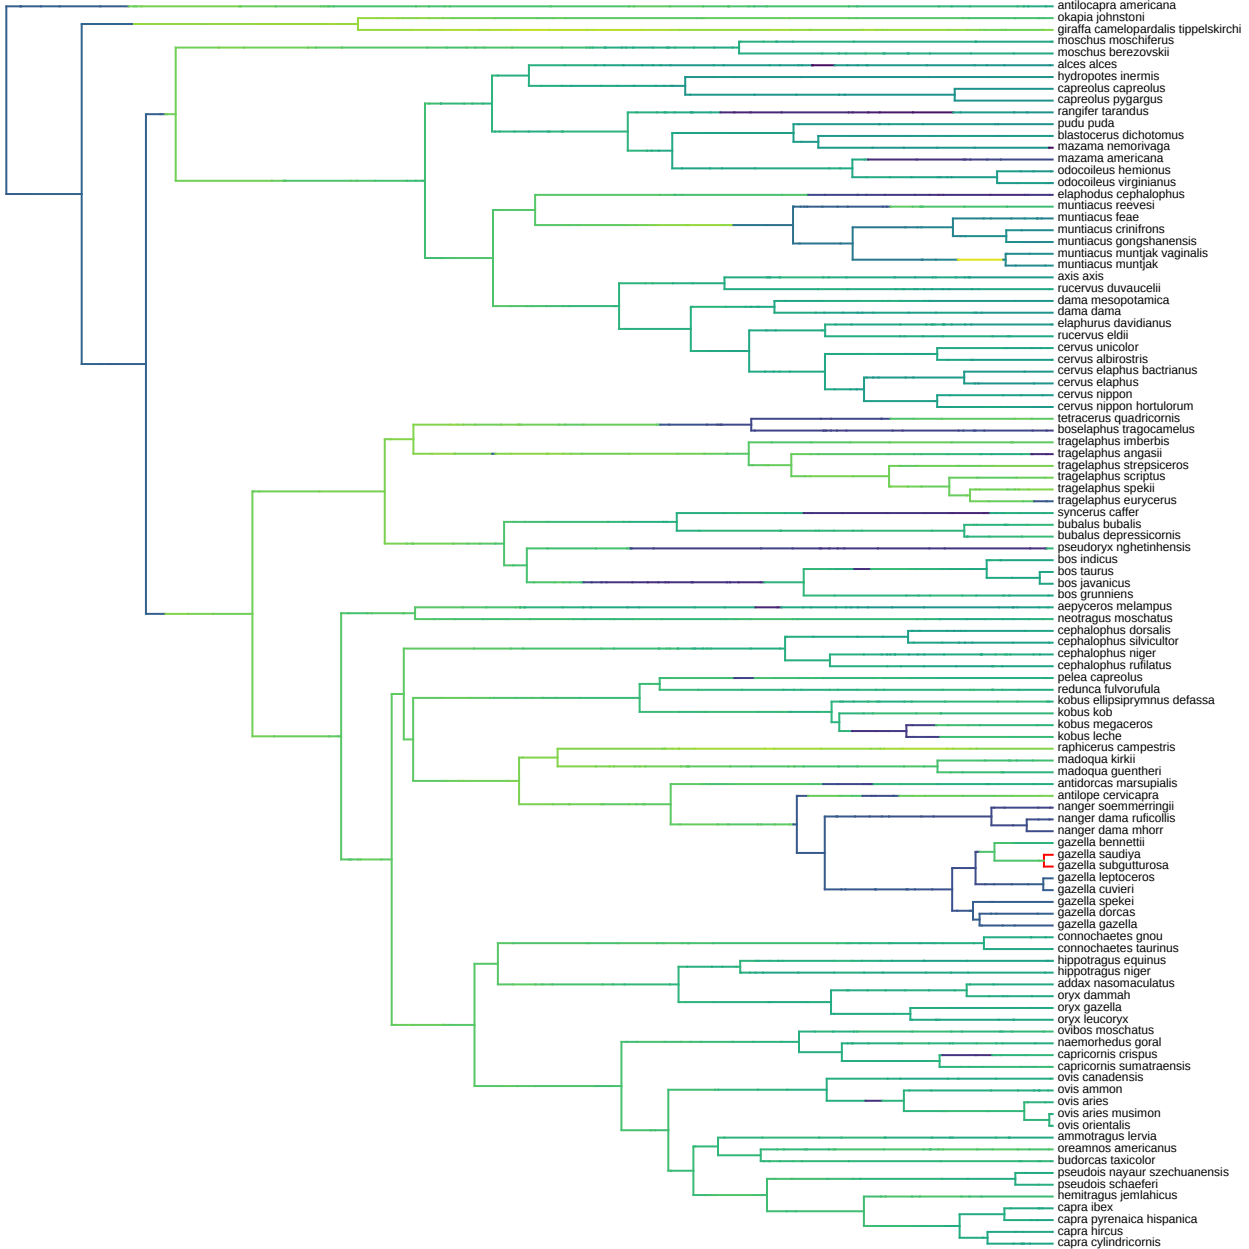 antilocapra americana
okapia johnstoni
giraffa camelopardalis tippelskirchi
moschus moschiferus
moschus berezovskii
alces alces
hydropotes inermis
capreolus capreolus
capreolus pygargus
rangifer tarandus
pudu puda
blastocerus dichotomus
mazama nemorivaga
mazama americana
odocoileus hemionus
odocoileus virginianus
elaphodus cephalophus
muntiacus reevesi
muntiacus feae
muntiacus crinifrons
muntiacus gongshanensis
muntiacus muntjak vaginalis
muntiacus muntjak
axis axis
rucervus duvaucelii
dama mesopotamica
dama dama
elaphurus davidianus
rucervus eldii
cervus unicolor
cervus albirostris
cervus elaphus bactrianus
cervus elaphus
cervus nippon
cervus nippon hortulorum
tetracerus quadricornis
boselaphus tragocamelus
tragelaphus imberbis
tragelaphus angasii
tragelaphus strepsiceros
tragelaphus scriptus
tragelaphus spekii
tragelaphus eurycerus
syncerus caffer
bubalus bubalis
bubalus depressicornis
pseudoryx nghetinhensis
bos indicus
bos taurus
bos javanicus
bos grunniens
aepyceros melampus
neotragus moschatus
cephalophus dorsalis
cephalophus silvicultor
cephalophus niger
cephalophus rufilatus
pelea capreolus
redunca fulvorufula
kobus ellipsiprymnus defassa
kobus kob
kobus megaceros
kobus leche
raphicerus campestris
madoqua kirkii
madoqua guentheri
antidorcas marsupialis
antilope cervicapra
nanger soemmerringii
nanger dama ruficollis
nanger dama mhorr
gazella bennettii
gazella saudiya
gazella subgutturosa
gazella leptoceros
gazella cuvieri
gazella spekei
gazella dorcas
gazella gazella
connochaetes gnou
connochaetes taurinus
hippotragus equinus
hippotragus niger
addax nasomaculatus
oryx dammah
oryx gazella
oryx leucoryx
ovibos moschatus
naemorhedus goral
capricornis crispus
capricornis sumatraensis
ovis canadensis
ovis ammon
ovis aries
ovis aries musimon
ovis orientalis
ammotragus lervia
oreamnos americanus
budorcas taxicolor
pseudois nayaur szechuanensis
pseudois schaeferi
hemitragus jemlahicus
capra ibex
capra pyrenaica hispanica
capra hircus
capra cylindricornis